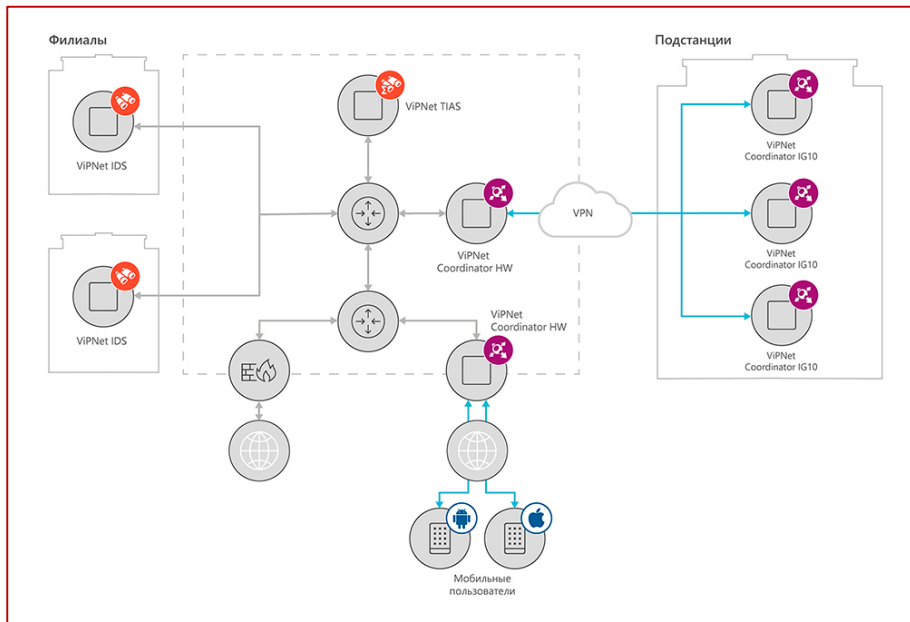 Филиалы
Подстанции
ViPNet TIAS
ViPNet IDS
ViPNet
Coordinator IG10
ViPNet
Coordinator HW
VPN
ViPNet
Coordinator IG10
ViPNet IDS
ViPNet
Coordinator HW
ViPNet
Coordinator IG10
Мобильные
пользователи